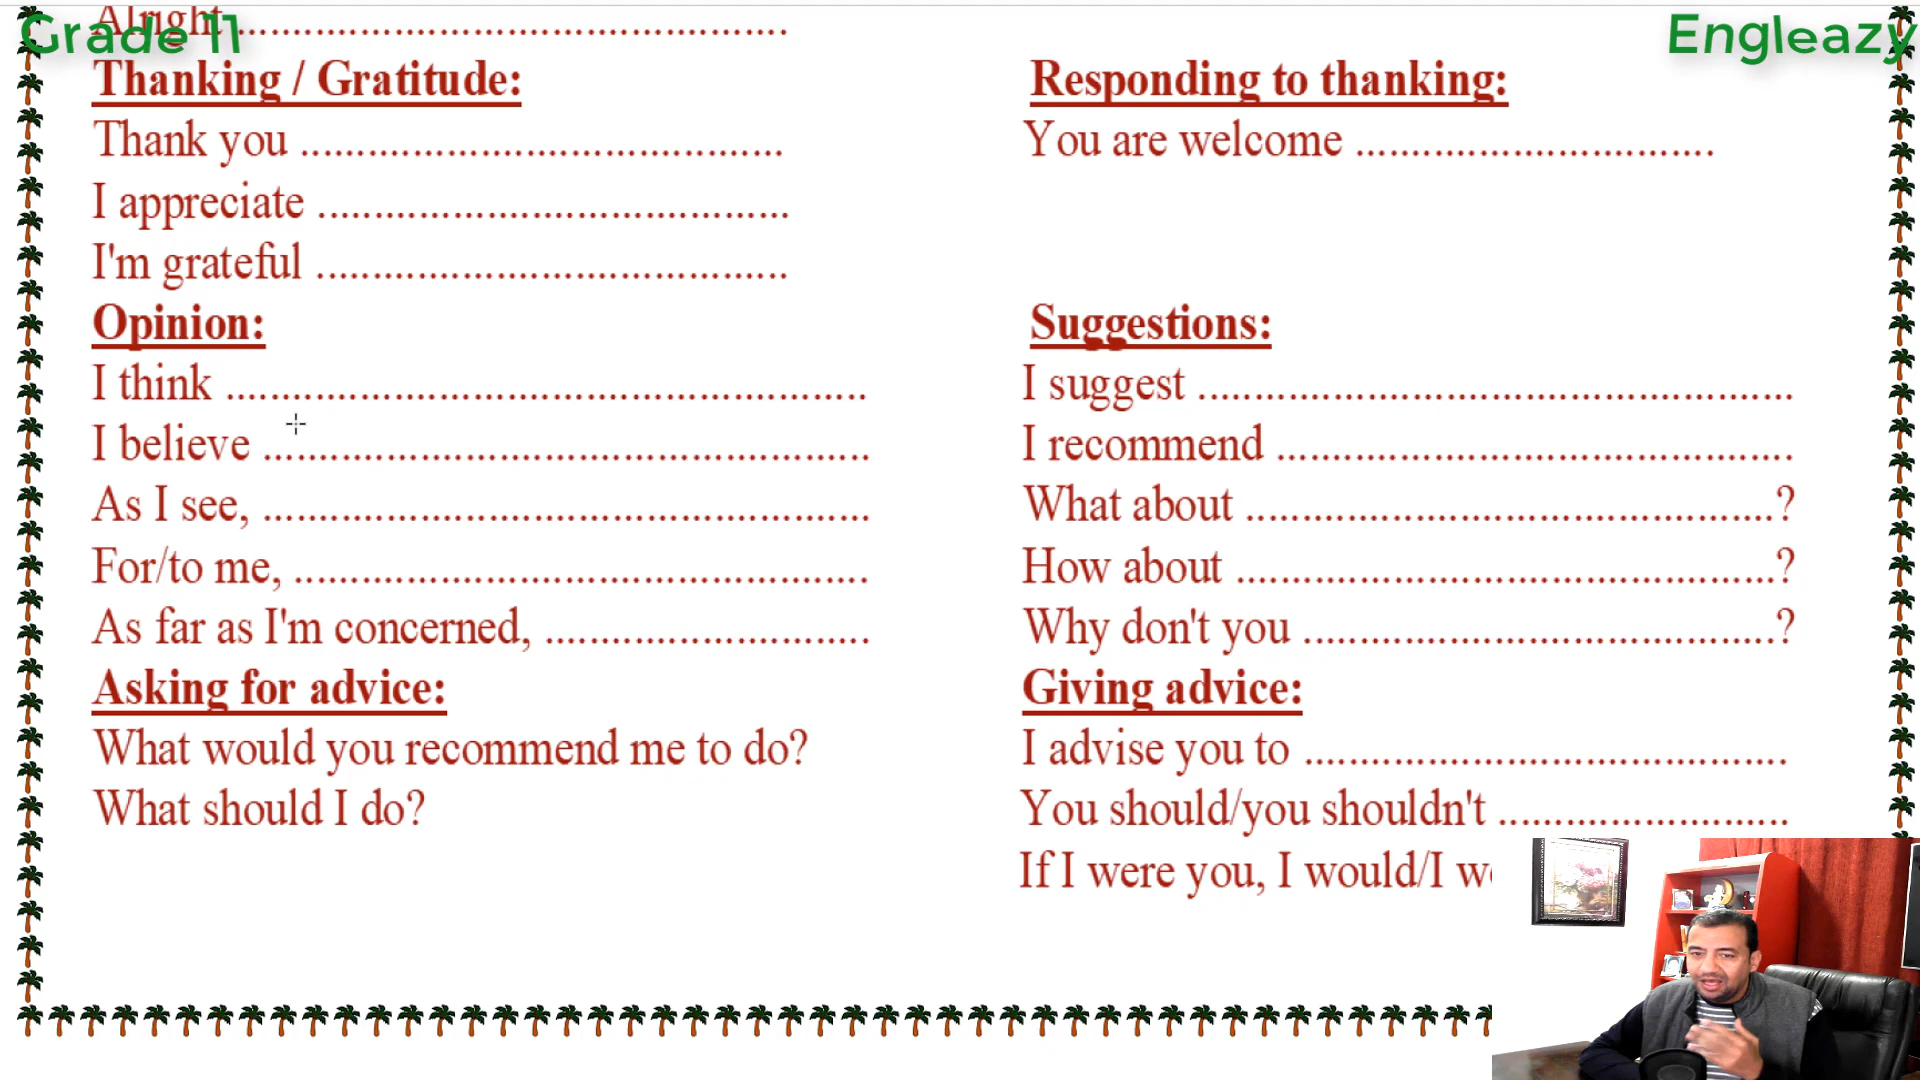 Grade 11
Engleazy
Alright ..................................................
Thanking / Gratitude:
Thank you ...........................................
I appreciate ..........................................
I'm grateful ..........................................
Opinion:
I think .........................................................
I believe ......................................................
As I see, ......................................................
For/to me, ...................................................
As far as I'm concerned, .............................
Asking for advice:
What would you recommend me to do?
What should I do?
Responding to thanking:
You are welcome ................................
Suggestions:
I suggest .....................................................
I recommend ..............................................
What about ...............................................?
How about ................................................?
Why don't you ..........................................?
Giving advice:
I advise you to ...........................................
You should/you shouldn't ..........................
If I were you, I would/I